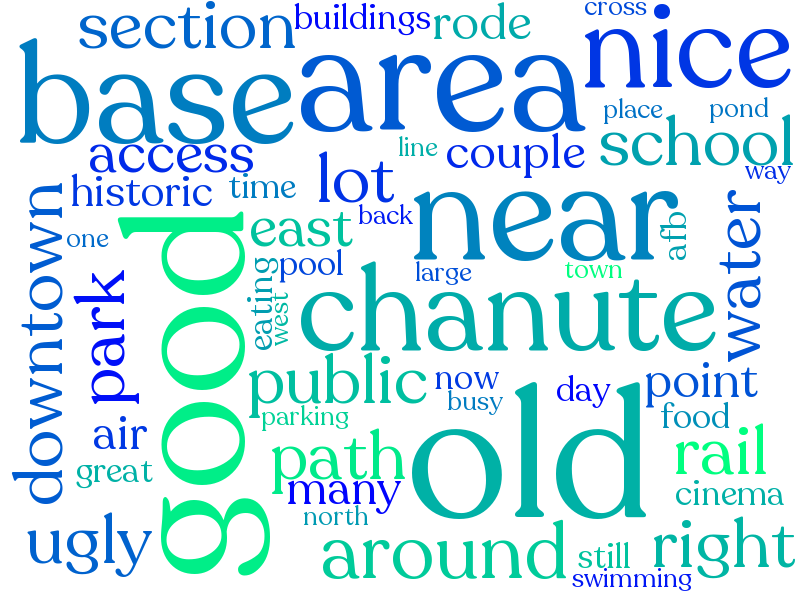 cross
buildings
section
rode
nice
base
area
place
pond
school
line
couple
access
way
lot
historic
time
near
back
afb
downtown
good
east
one
water
pool
large
town
eating
west
chanute
park
public
now
day
point
busy
old
parking
food
air
path
rail
great
many
cinema
north
ugly
around
still
right
swimming